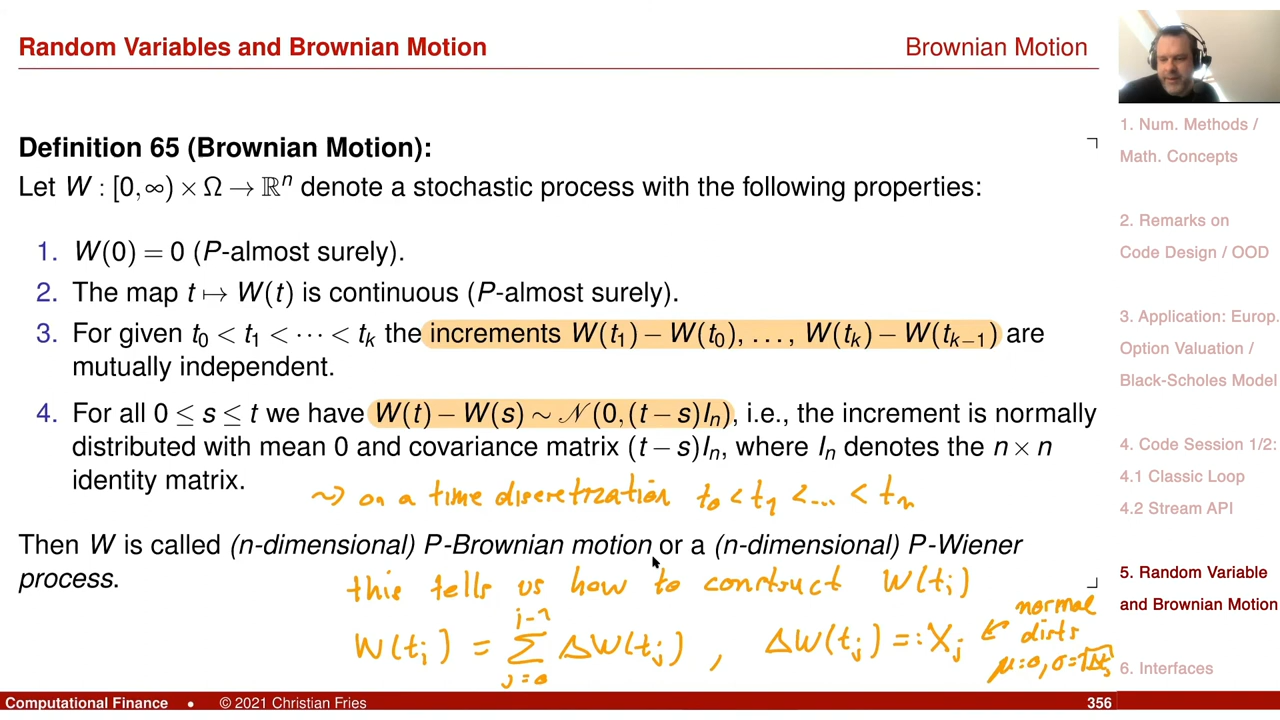 Random Variables and Brownian Motion
Brownian Motion
Definition 65 (Brownian Motion):
Let W : [0,∞) × Ω → ℝⁿ denote a stochastic process with the following properties:
1. W(0) = 0 (P-almost surely).
2. The map t ↦ W(t) is continuous (P-almost surely).
3. For given t₀ < t₁ < ⋯ < tₖ the increments W(t₁) − W(t₀), …, W(tₖ) − W(tₖ₋₁) are
mutually independent.
4. For all 0 ≤ s ≤ t we have W(t) − W(s) ∼ 𝒩(0, (t − s)Iₙ), i.e., the increment is normally
distributed with mean 0 and covariance matrix (t − s)Iₙ, where Iₙ denotes the n × n
identity matrix.
⤳ on a time discretization t₀ < t₁ < … < tₙ
Then W is called (n-dimensional) P-Brownian motion or a (n-dimensional) P-Wiener
process.
this tells us how to construct W(tᵢ)
W(tᵢ) = ∑_{j=0}^{i-1} ΔW(tⱼ) , ΔW(tⱼ) =: Xⱼ ←
normal
dists
μ=0, σ=√Δtⱼ
1. Num. Methods /
Math. Concepts
2. Remarks on
Code Design / OOD
3. Application: Europ.
Option Valuation /
Black-Scholes Model
4. Code Session 1/2:
4.1 Classic Loop
4.2 Stream API
5. Random Variable
and Brownian Motion
6. Interfaces
Computational Finance • © 2021 Christian Fries 356